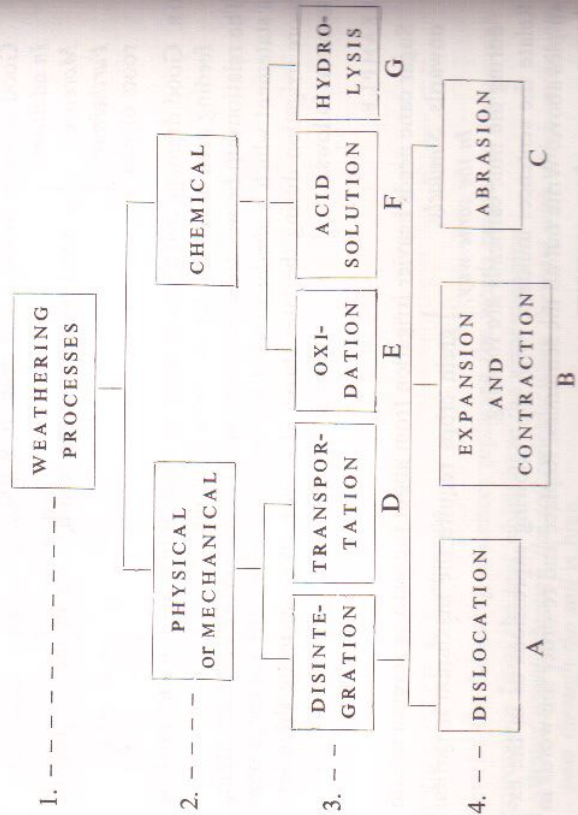 1. – – – – – – – – – – –
WEATHERING
PROCESSES
2. – – – –
PHYSICAL
or MECHANICAL
CHEMICAL
3. – –
DISINTE-
GRATION
TRANSPOR-
TATION
D
OXI-
DATION
E
ACID
SOLUTION
F
HYDRO-
LYSIS
G
4. – –
DISLOCATION
A
EXPANSION
AND
CONTRACTION
B
ABRASION
C